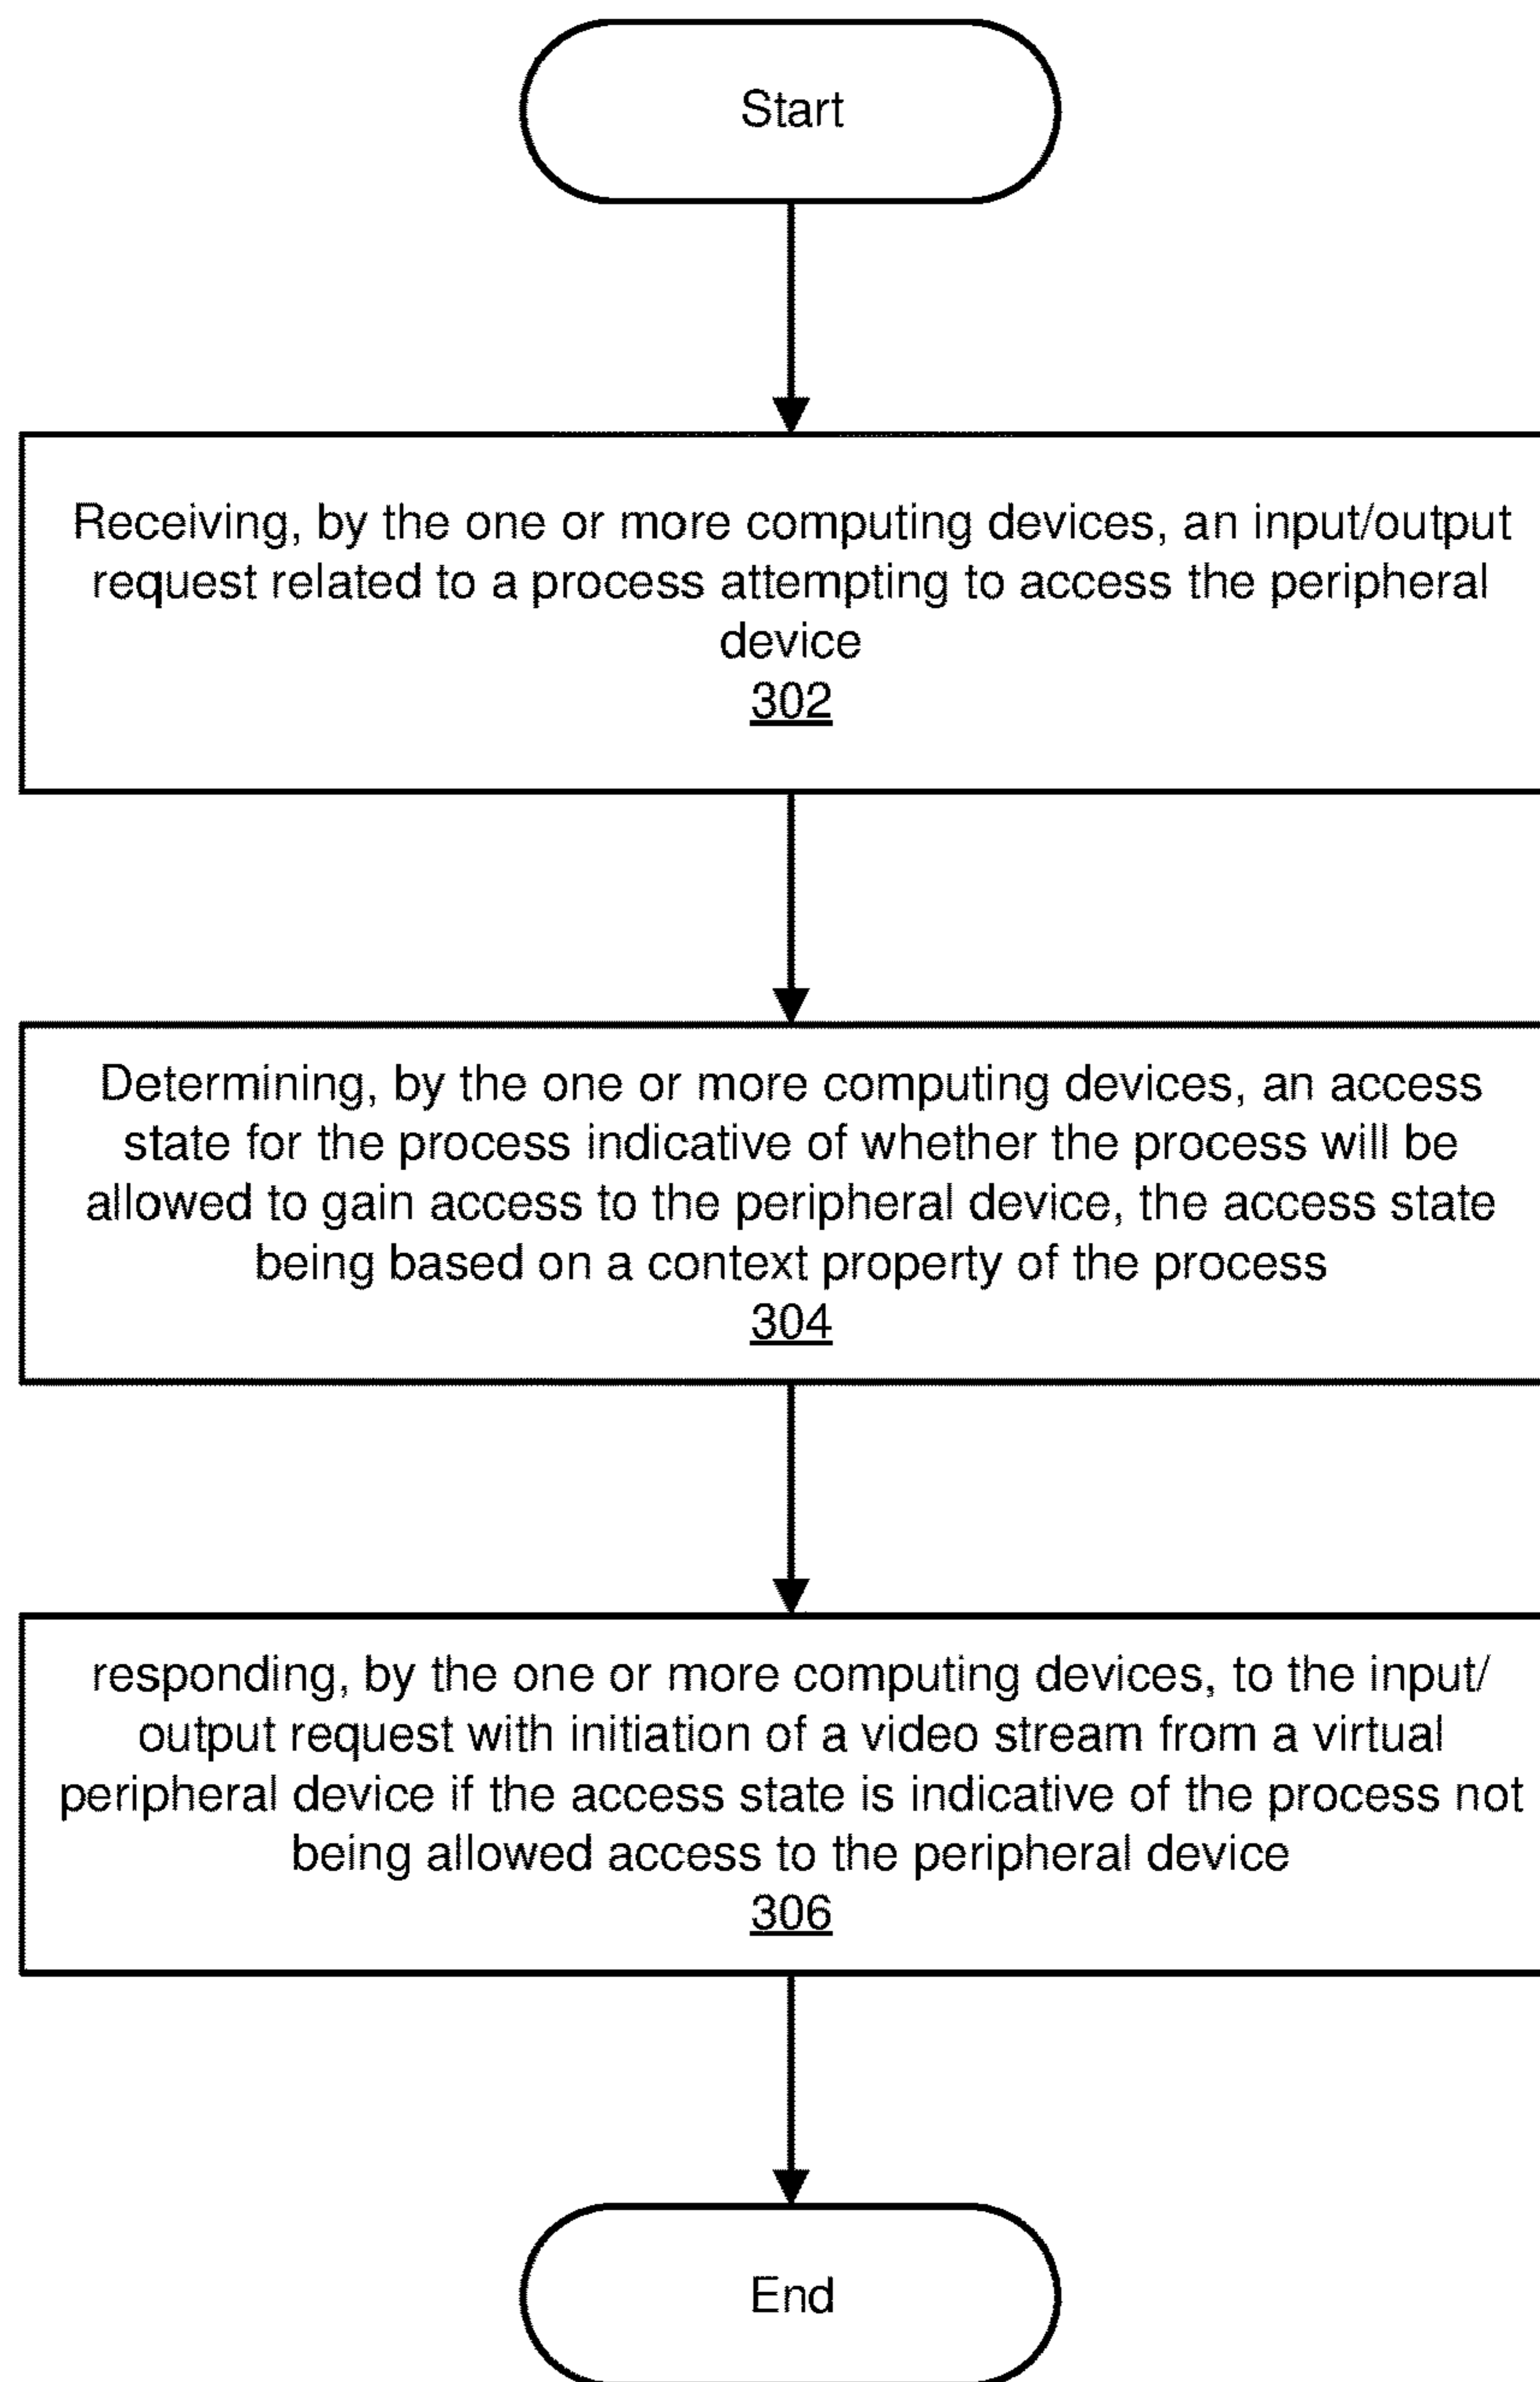 Start
Receiving, by the one or more computing devices, an input/output
request related to a process attempting to access the peripheral
device
302
Determining, by the one or more computing devices, an access
state for the process indicative of whether the process will be
allowed to gain access to the peripheral device, the access state
being based on a context property of the process
304
responding, by the one or more computing devices, to the input/
output request with initiation of a video stream from a virtual
peripheral device if the access state is indicative of the process not
being allowed access to the peripheral device
306
End